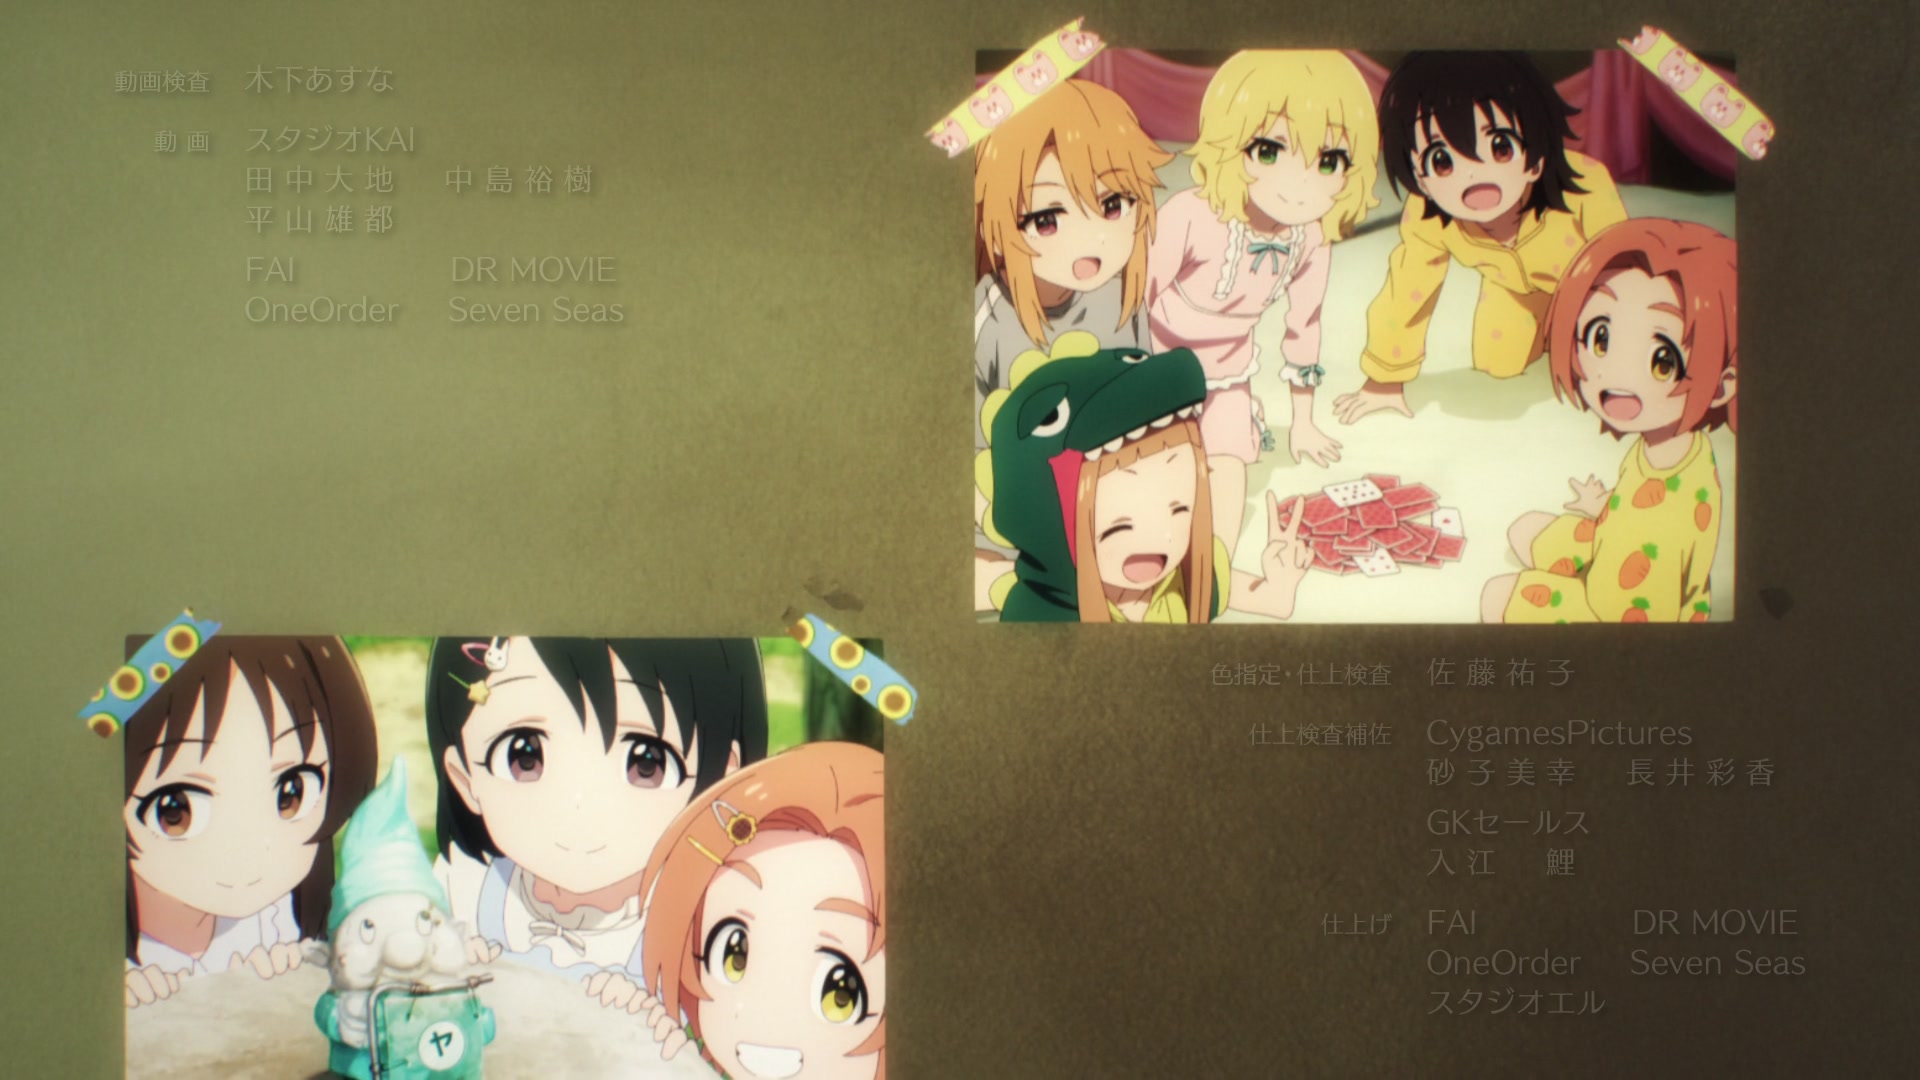 動画検査 木下あすな
動画 スタジオKAI
田中大地 中島裕樹
平山雄都
FAI DR MOVIE
OneOrder Seven Seas
色指定・仕上検査 佐藤祐子
仕上検査補佐 CygamesPictures
砂子美幸 長井彩香
GKセールス
入江 鯉
仕上げ FAI DR MOVIE
OneOrder Seven Seas
スタジオエル
ヤ